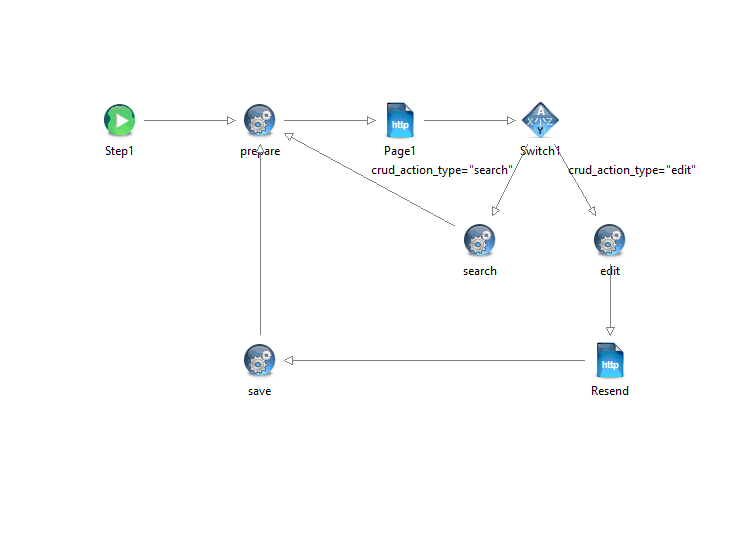 Step1
prepare
http
Page1
A
X Z
Y
Switch1
crud_action_type="search"
crud_action_type="edit"
search
edit
save
http
Resend